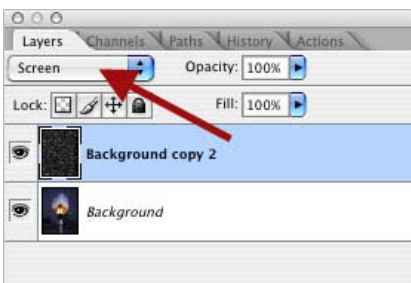 Layers Channels Paths History Actions
Screen Opacity: 100%
Lock: Fill: 100%
Background copy 2
Background